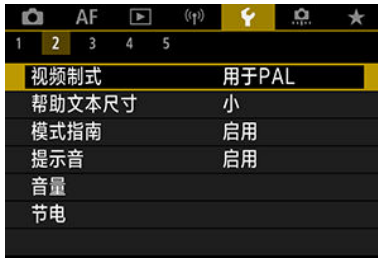 AF
1 2 3 4 5
视频制式 用于PAL
帮助文本尺寸 小
模式指南 启用
提示音 启用
音量
节电